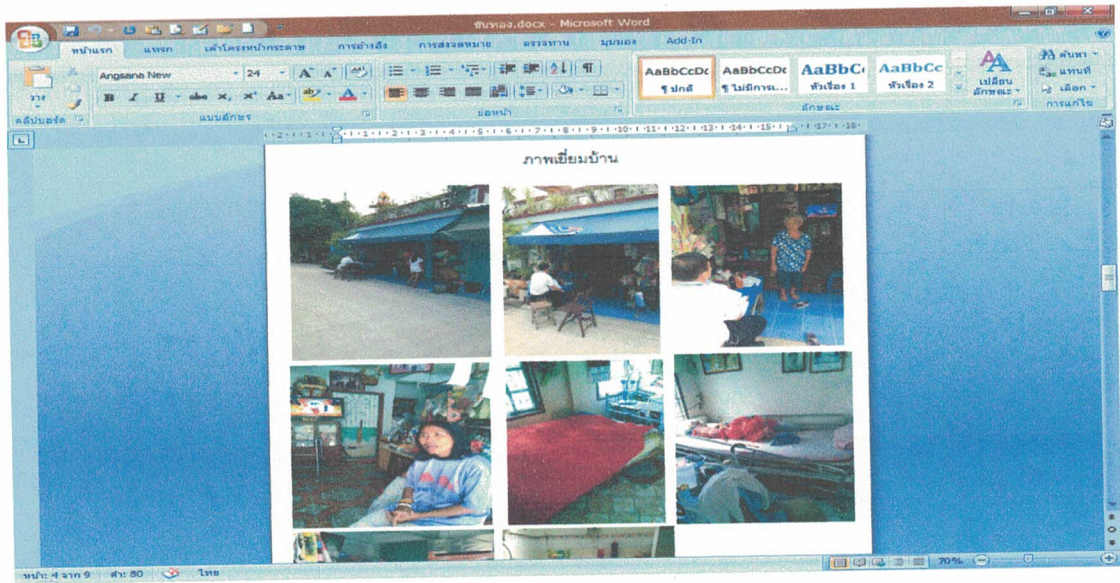 ขันทอง.docx - Microsoft Word
หน้าแรก แทรก เค้าโครงหน้ากระดาษ การอ้างอิง การส่งจดหมาย ตรวจทาน มุมมอง Add-In
วาง
คลิปบอร์ด
Angsana New 24
B I U abc x, x² Aa
แบบอักษร
ย่อหน้า
AaBbCcDc AaBbCcDc AaBbCc AaBbCc
¶ ปกติ ¶ ไม่มีการเ... หัวเรื่อง 1 หัวเรื่อง 2
เปลี่ยน
ลักษณะ
ลักษณะ
ค้นหา
แทนที่
เลือก
การแก้ไข
ภาพเยี่ยมบ้าน
หน้า: 4 จาก 9 คำ: 80 ไทย 70%